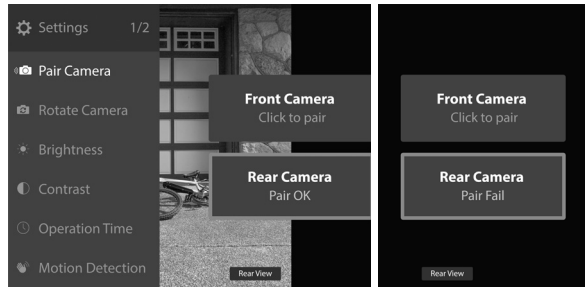 Settings 1/2
Pair Camera
Rotate Camera
Brightness
Contrast
Operation Time
Motion Detection
Front Camera
Click to pair
Rear Camera
Pair OK
Rear View
Front Camera
Click to pair
Rear Camera
Pair Fail
Rear View